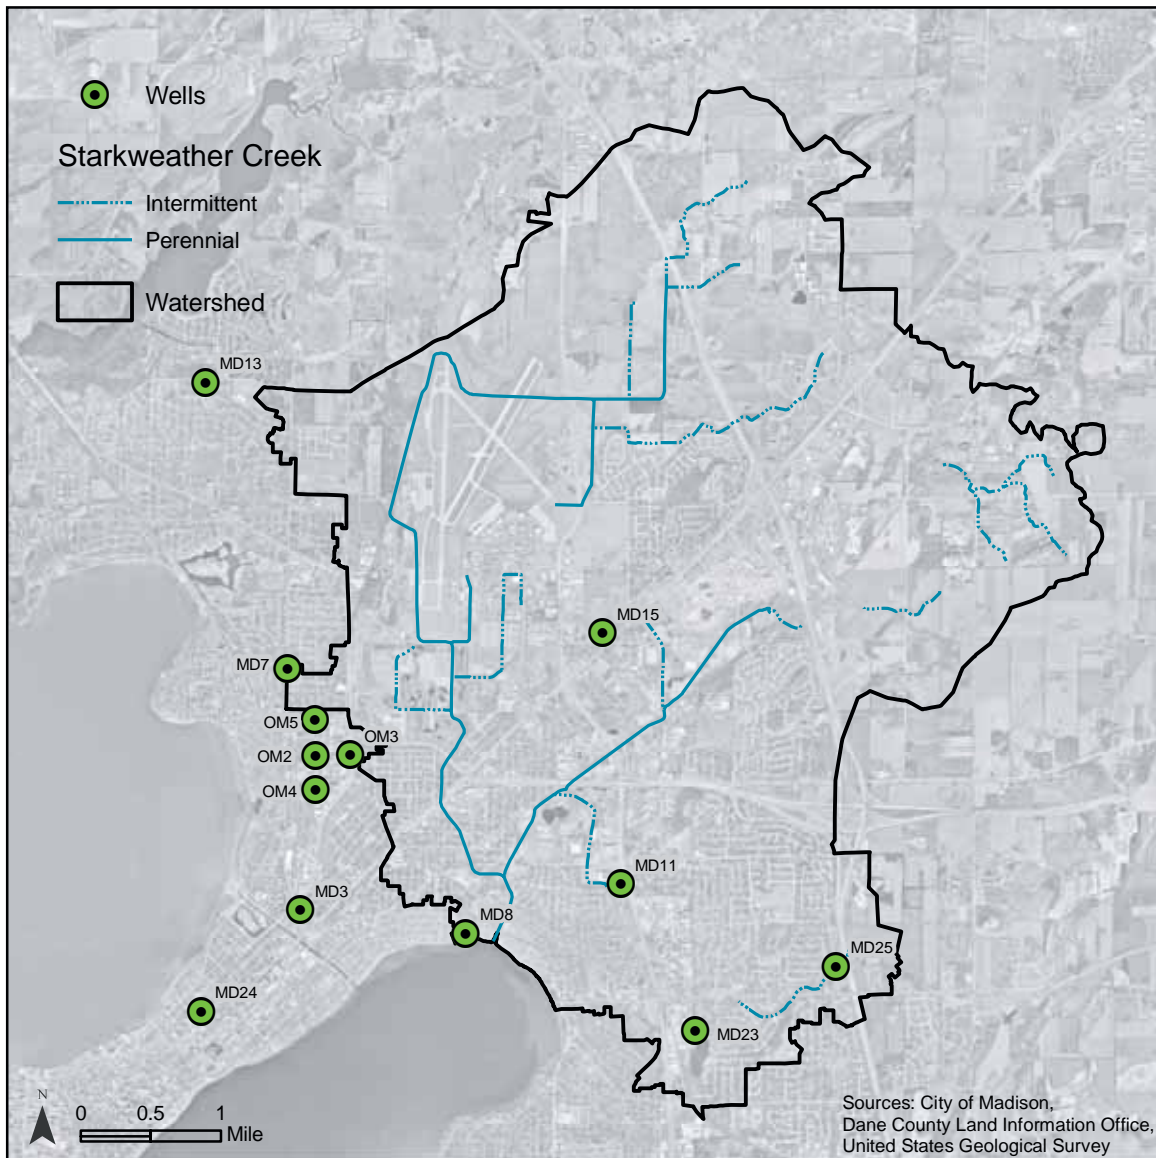 Wells
Starkweather Creek
Intermittent
Perennial
Watershed
MD13
MD15
MD7
OM5
OM3
OM2
OM4
MD11
MD3
MD8
MD25
MD24
MD23
N
0 0.5 1
Mile
Sources: City of Madison,
Dane County Land Information Office,
United States Geological Survey